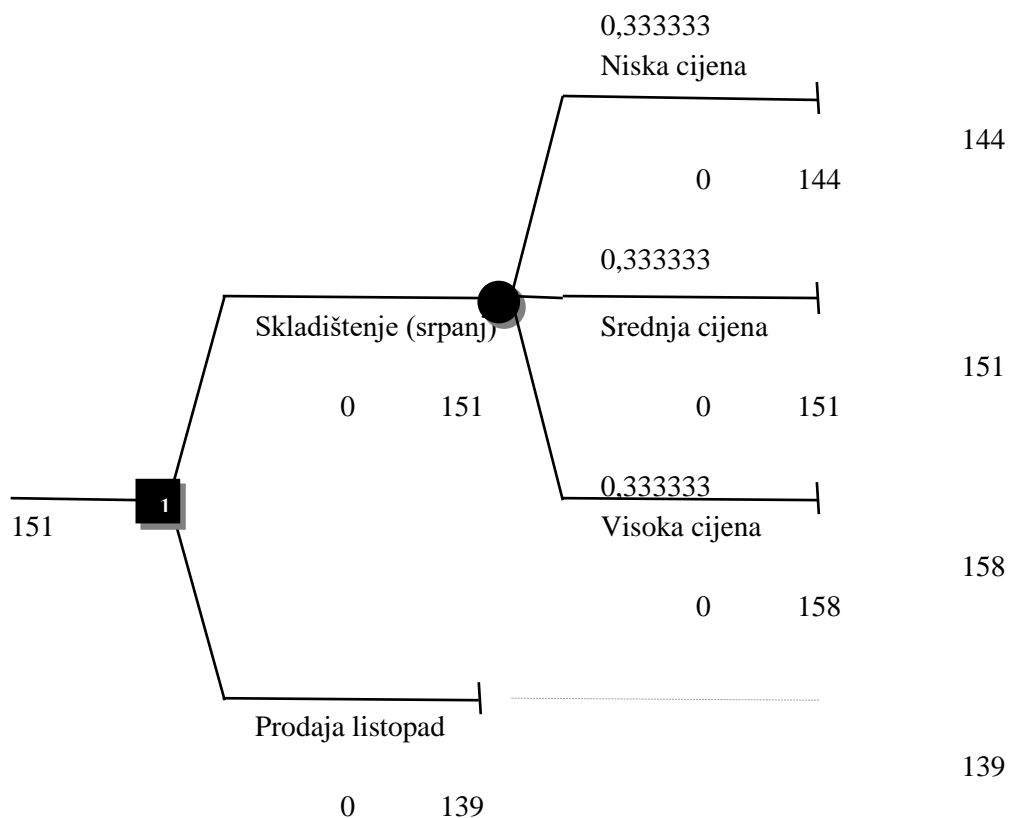 0,333333
Niska cijena
144
0 144
0,333333
Skladištenje (srpanj)
Srednja cijena
151
0 151
0 151
0,333333
1
151
Visoka cijena
158
0 158
Prodaja listopad
139
0 139